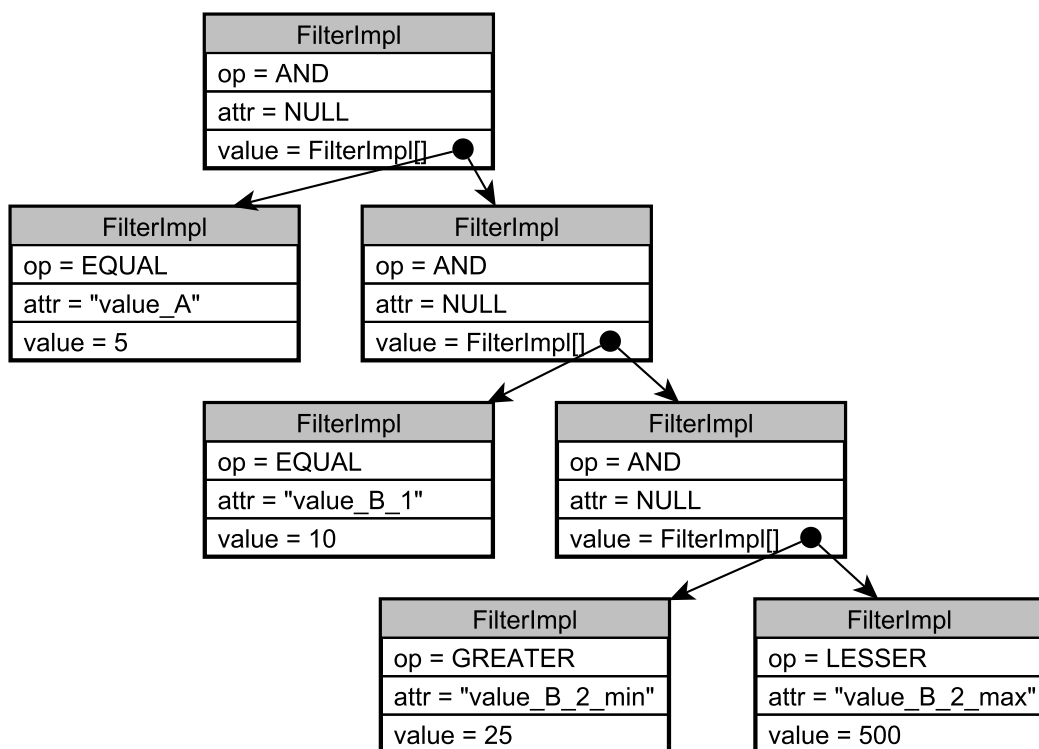 FilterImpl
op = AND
attr = NULL
value = FilterImpl[]
FilterImpl
op = EQUAL
attr = "value_A"
value = 5
FilterImpl
op = AND
attr = NULL
value = FilterImpl[]
FilterImpl
op = EQUAL
attr = "value_B_1"
value = 10
FilterImpl
op = AND
attr = NULL
value = FilterImpl[]
FilterImpl
op = GREATER
attr = "value_B_2_min"
value = 25
FilterImpl
op = LESSER
attr = "value_B_2_max"
value = 500